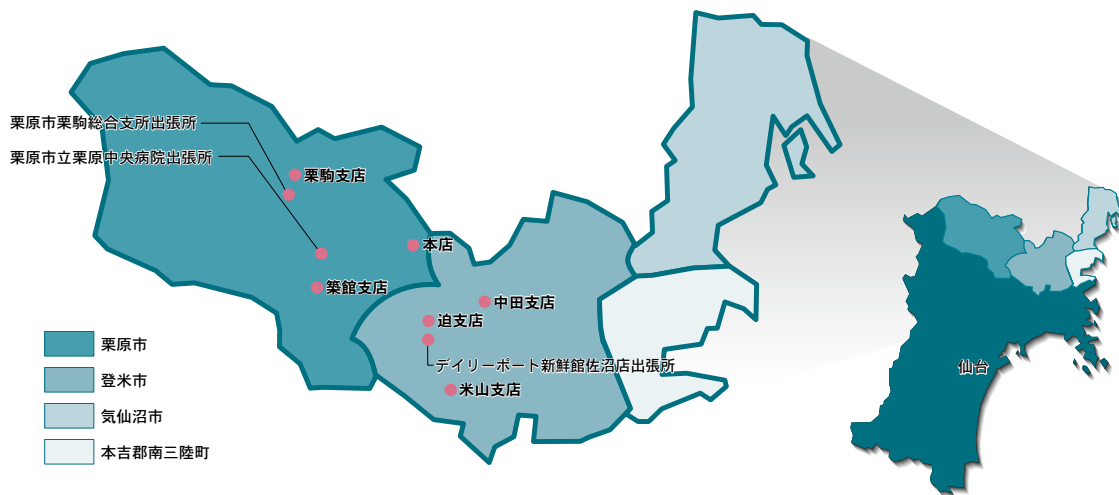 栗原市栗駒総合支所出張所
栗原市立栗原中央病院出張所
栗駒支店
本店
築館支店
中田支店
迫支店
デイリーポート新鮮館佐沼店出張所
米山支店
栗原市
登米市
気仙沼市
本吉郡南三陸町
仙台